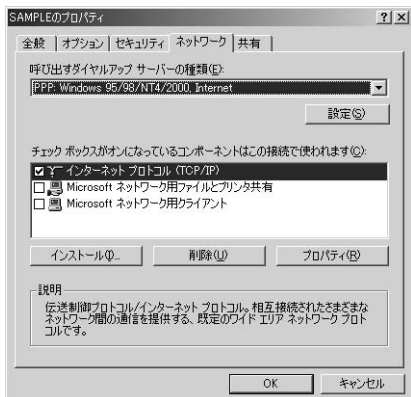 SAMPLEのプロパティ
全般 オプション セキュリティ ネットワーク 共有
呼び出すダイヤルアップ サーバーの種類(E):
PPP: Windows 95/98/NT4/2000, Internet
設定(S)
チェック ボックスがオンになっているコンポーネントはこの接続で使われます(C):
インターネット プロトコル (TCP/IP)
Microsoft ネットワーク用ファイルとプリンタ共有
Microsoft ネットワーク用クライアント
インストール(I)... 削除(U) プロパティ(R)
説明
伝送制御プロトコル/インターネット プロトコル。相互接続されたさまざまな
ネットワーク間の通信を提供する、既定のワイド エリア ネットワーク プロト
コルです。
OK キャンセル